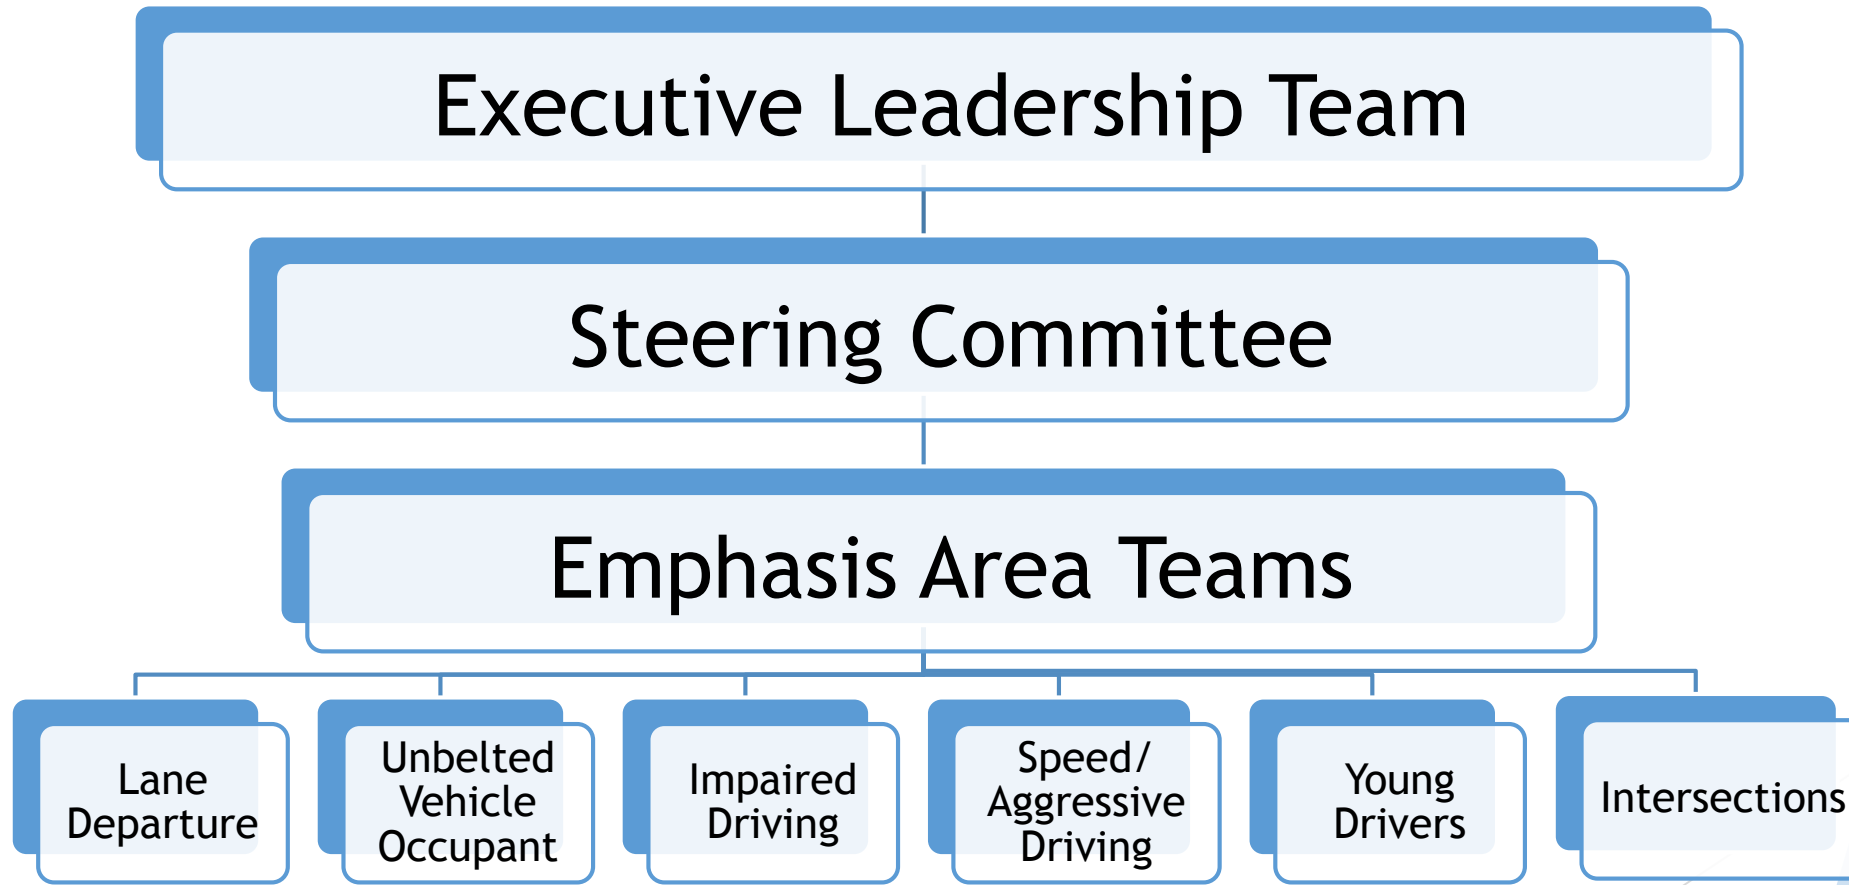 Executive Leadership Team
Steering Committee
Emphasis Area Teams
Lane
Departure
Unbelted
Vehicle
Occupant
Impaired
Driving
Speed/
Aggressive
Driving
Young
Drivers
Intersections